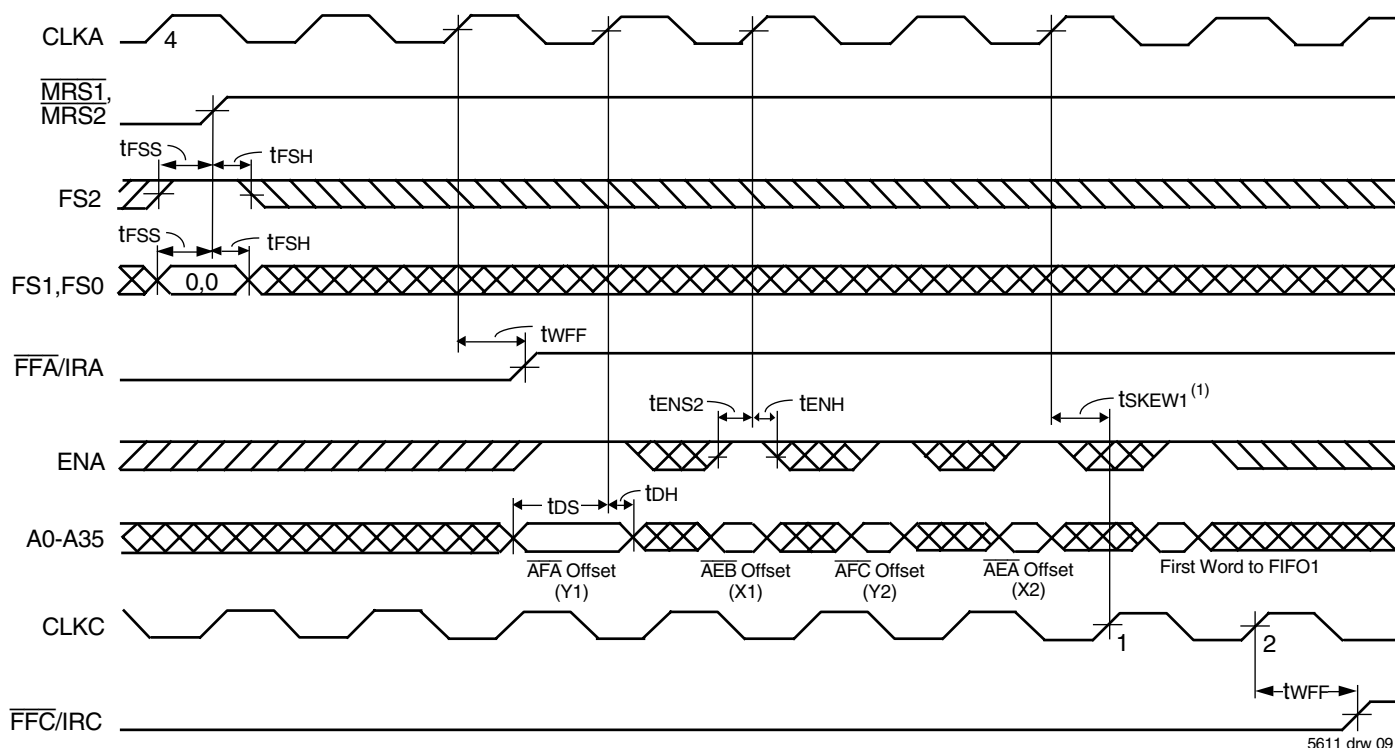 CLKA
4
MRS1,
MRS2
tFSS
tFSH
FS2
tFSS
tFSH
FS1,FS0
0,0
tWFF
FFA/IRA
tENS2
tENH
tSKEW1 (1)
ENA
tDS
tDH
A0-A35
AFA Offset
(Y1)
AEB Offset
(X1)
AFC Offset
(Y2)
AEA Offset
(X2)
First Word to FIFO1
CLKC
1
2
tWFF
FFC/IRC
5611 drw 09